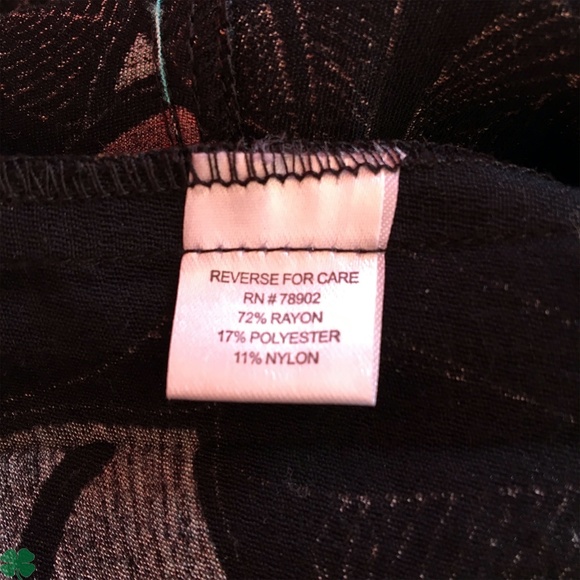 REVERSE FOR CARE
RN # 78902
72% RAYON
17% POLYESTER
11% NYLON